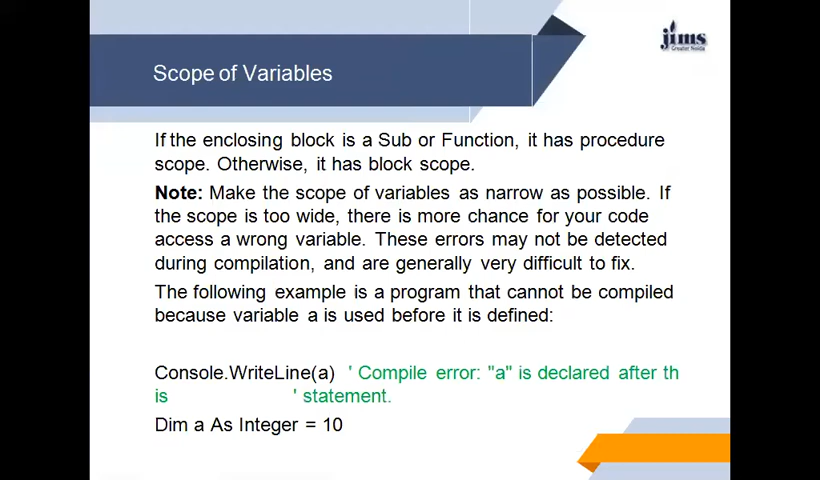 jims
Greater Noida
Scope of Variables
If the enclosing block is a Sub or Function, it has procedure
scope. Otherwise, it has block scope.
Note: Make the scope of variables as narrow as possible. If
the scope is too wide, there is more chance for your code
access a wrong variable. These errors may not be detected
during compilation, and are generally very difficult to fix.
The following example is a program that cannot be compiled
because variable a is used before it is defined:
Console.WriteLine(a) ' Compile error: "a" is declared after th
is ' statement.
Dim a As Integer = 10